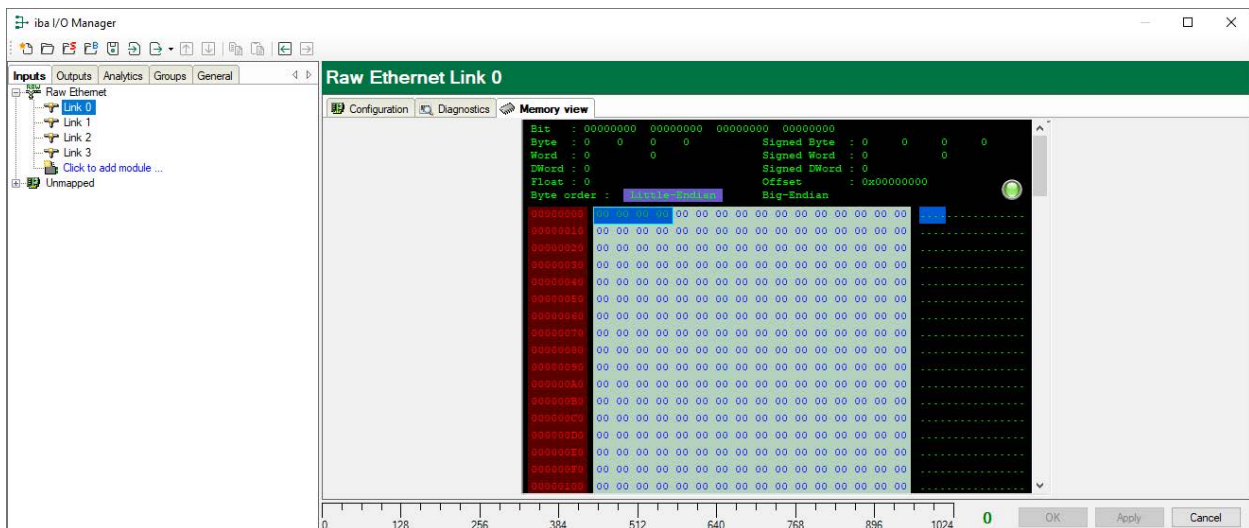 iba I/O Manager
Inputs Outputs Analytics Groups General
Raw Ethernet
Link 0
Link 1
Link 2
Link 3
Click to add module ...
Unmapped
Raw Ethernet Link 0
Configuration Diagnostics Memory view
Bit : 00000000 00000000 00000000 00000000
Byte : 0 0 0 0 Signed Byte : 0 0 0 0
Word : 0 0 Signed Word : 0 0
DWord : 0 Signed DWord : 0
Float : 0 Offset : 0x00000000
Byte order : Little-Endian Big-Endian
00000000 00 00 00 00 00 00 00 00 00 00 00 00 00 00 00 00 ................
00000010 00 00 00 00 00 00 00 00 00 00 00 00 00 00 00 00 ................
00000020 00 00 00 00 00 00 00 00 00 00 00 00 00 00 00 00 ................
00000030 00 00 00 00 00 00 00 00 00 00 00 00 00 00 00 00 ................
00000040 00 00 00 00 00 00 00 00 00 00 00 00 00 00 00 00 ................
00000050 00 00 00 00 00 00 00 00 00 00 00 00 00 00 00 00 ................
00000060 00 00 00 00 00 00 00 00 00 00 00 00 00 00 00 00 ................
00000070 00 00 00 00 00 00 00 00 00 00 00 00 00 00 00 00 ................
00000080 00 00 00 00 00 00 00 00 00 00 00 00 00 00 00 00 ................
00000090 00 00 00 00 00 00 00 00 00 00 00 00 00 00 00 00 ................
000000A0 00 00 00 00 00 00 00 00 00 00 00 00 00 00 00 00 ................
000000B0 00 00 00 00 00 00 00 00 00 00 00 00 00 00 00 00 ................
000000C0 00 00 00 00 00 00 00 00 00 00 00 00 00 00 00 00 ................
000000D0 00 00 00 00 00 00 00 00 00 00 00 00 00 00 00 00 ................
000000E0 00 00 00 00 00 00 00 00 00 00 00 00 00 00 00 00 ................
000000F0 00 00 00 00 00 00 00 00 00 00 00 00 00 00 00 00 ................
00000100 00 00 00 00 00 00 00 00 00 00 00 00 00 00 00 00 ................
0 128 256 384 512 640 768 896 1024 0 OK Apply Cancel